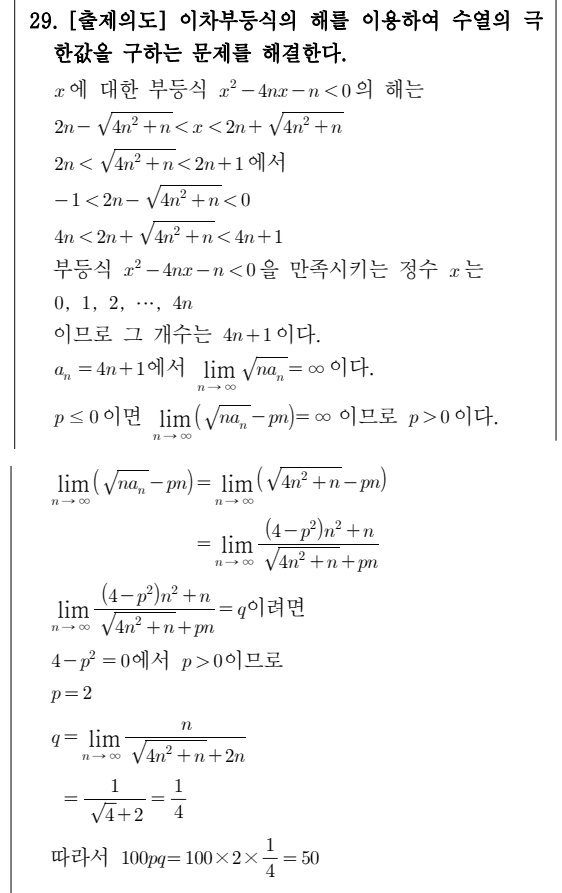 29. [출제의도] 이차부등식의 해를 이용하여 수열의 극
한값을 구하는 문제를 해결한다.
x에 대한 부등식 x²−4nx−n<0의 해는
2n−√(4n²+n)<x<2n+√(4n²+n)
2n<√(4n²+n)<2n+1에서
−1<2n−√(4n²+n)<0
4n<2n+√(4n²+n)<4n+1
부등식 x²−4nx−n<0을 만족시키는 정수 x는
0, 1, 2, ⋯, 4n
이므로 그 개수는 4n+1이다.
aₙ=4n+1에서 lim_{n→∞} √(naₙ)=∞이다.
p≤0이면 lim_{n→∞}(√(naₙ)−pn)=∞ 이므로 p>0이다.
lim_{n→∞}(√(naₙ)−pn)=lim_{n→∞}(√(4n²+n)−pn)
=lim_{n→∞} ((4−p²)n²+n)/(√(4n²+n)+pn)
lim_{n→∞} ((4−p²)n²+n)/(√(4n²+n)+pn)=q이려면
4−p²=0에서 p>0이므로
p=2
q=lim_{n→∞} n/(√(4n²+n)+2n)
=1/(√4+2)=1/4
따라서 100pq=100×2×1/4=50